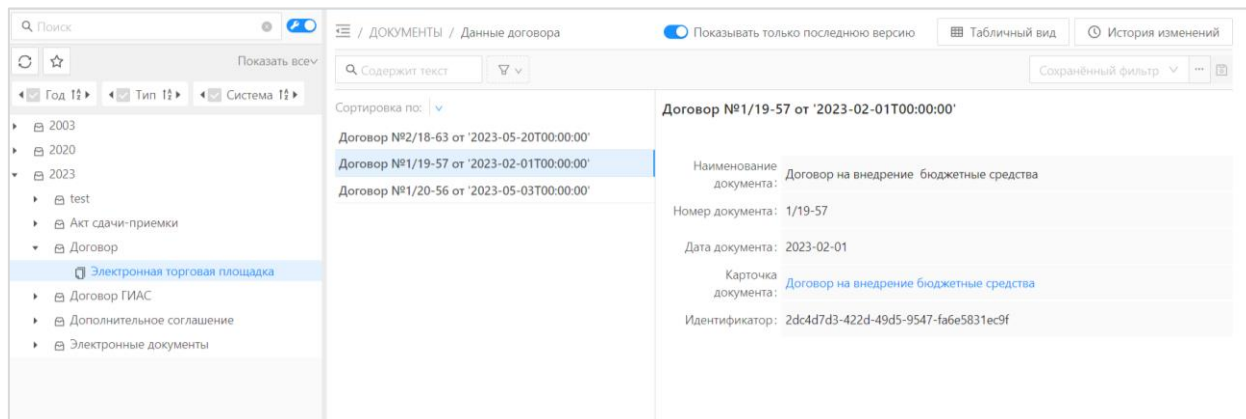 Поиск
Показать все
Год
Тип
Система
2003
2020
2023
test
Акт сдачи-приемки
Договор
Электронная торговая площадка
Договор ГИАС
Дополнительное соглашение
Электронные документы
/ ДОКУМЕНТЫ / Данные договора
Показывать только последнюю версию
Табличный вид
История изменений
Содержит текст
Сохранённый фильтр
Сортировка по:
Договор №2/18-63 от '2023-05-20T00:00:00'
Договор №1/19-57 от '2023-02-01T00:00:00'
Договор №1/20-56 от '2023-05-03T00:00:00'
Договор №1/19-57 от '2023-02-01T00:00:00'
Наименование документа: Договор на внедрение бюджетные средства
Номер документа: 1/19-57
Дата документа: 2023-02-01
Карточка документа: Договор на внедрение бюджетные средства
Идентификатор: 2dc4d7d3-422d-49d5-9547-fa6e5831ec9f